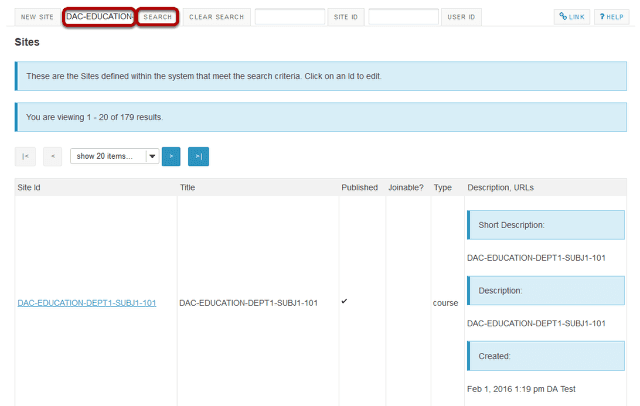 NEW SITE DAC-EDUCATION- SEARCH CLEAR SEARCH SITE ID USER ID LINK ? HELP
Sites
These are the Sites defined within the system that meet the search criteria. Click on an Id to edit.
You are viewing 1 - 20 of 179 results.
|< < show 20 items... > >|
Site Id Title Published Joinable? Type Description, URLs
Short Description:
DAC-EDUCATION-DEPT1-SUBJ1-101
Description:
DAC-EDUCATION-DEPT1-SUBJ1-101 DAC-EDUCATION-DEPT1-SUBJ1-101 ✔ course
DAC-EDUCATION-DEPT1-SUBJ1-101
Created:
Feb 1, 2016 1:19 pm DA Test